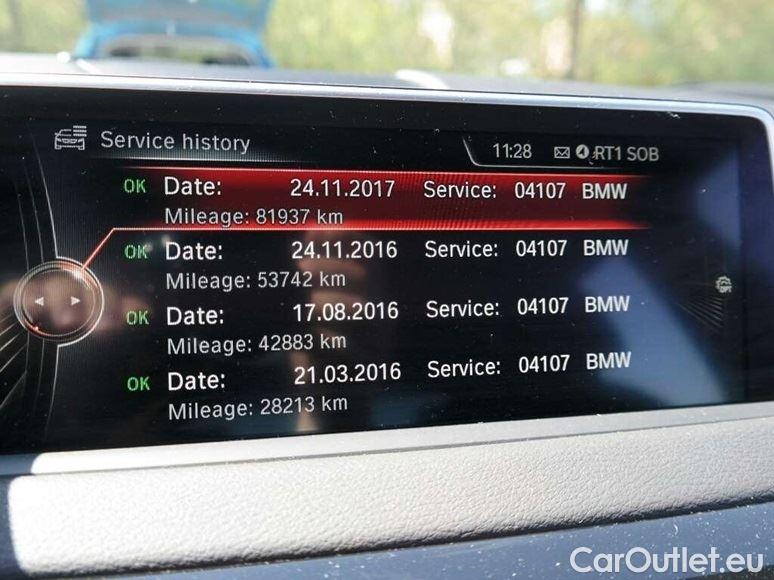 Service history
11:28 RT1 SOB
OK Date: 24.11.2017 Service: 04107 BMW
Mileage: 81937 km
OK Date: 24.11.2016 Service: 04107 BMW
Mileage: 53742 km
OK Date: 17.08.2016 Service: 04107 BMW
Mileage: 42883 km
OK Date: 21.03.2016 Service: 04107 BMW
Mileage: 28213 km
OPT
CarOutlet.eu